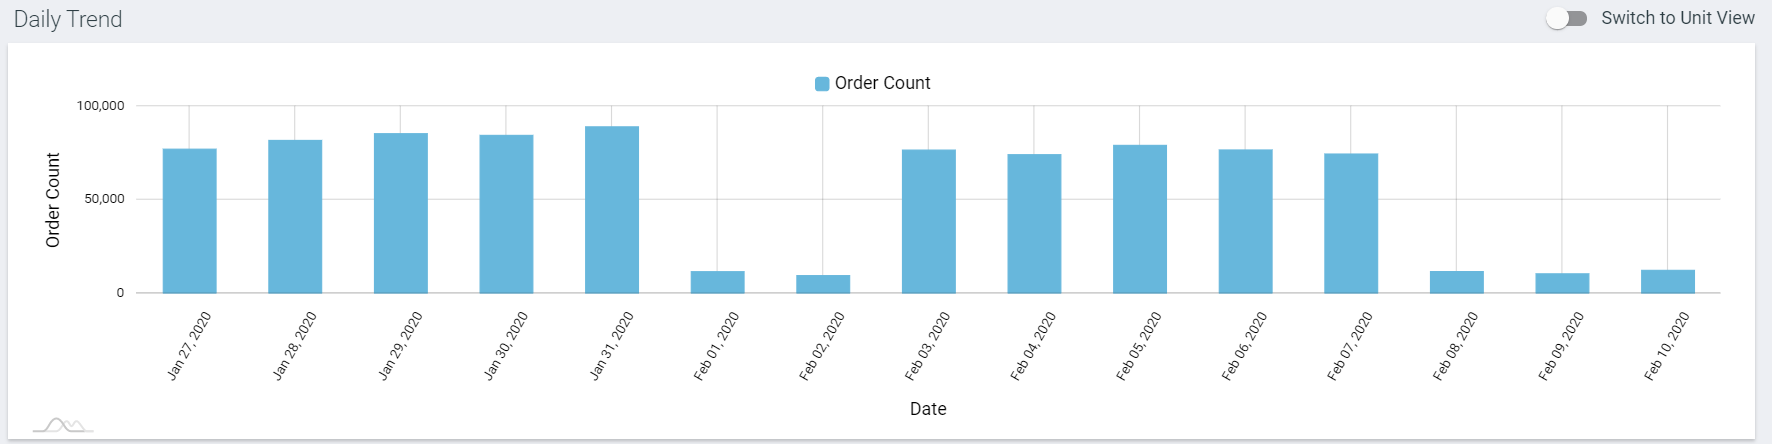 Daily Trend
Switch to Unit View
Order Count
100,000
50,000
0
Order Count
Jan 27, 2020
Jan 28, 2020
Jan 29, 2020
Jan 30, 2020
Jan 31, 2020
Feb 01, 2020
Feb 02, 2020
Feb 03, 2020
Feb 04, 2020
Feb 05, 2020
Feb 06, 2020
Feb 07, 2020
Feb 08, 2020
Feb 09, 2020
Feb 10, 2020
Date